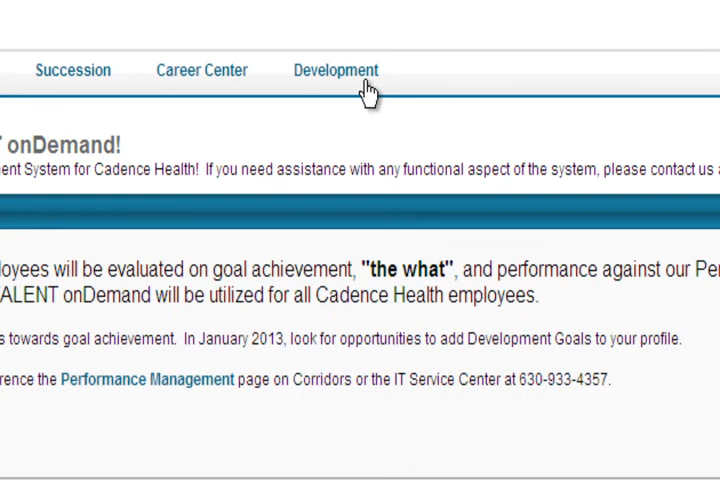 Succession Career Center Development
T onDemand!
ent System for Cadence Health! If you need assistance with any functional aspect of the system, please contact us a
loyees will be evaluated on goal achievement, "the what", and performance against our Per
ALENT onDemand will be utilized for all Cadence Health employees.
s towards goal achievement. In January 2013, look for opportunities to add Development Goals to your profile.
rence the Performance Management page on Corridors or the IT Service Center at 630-933-4357.